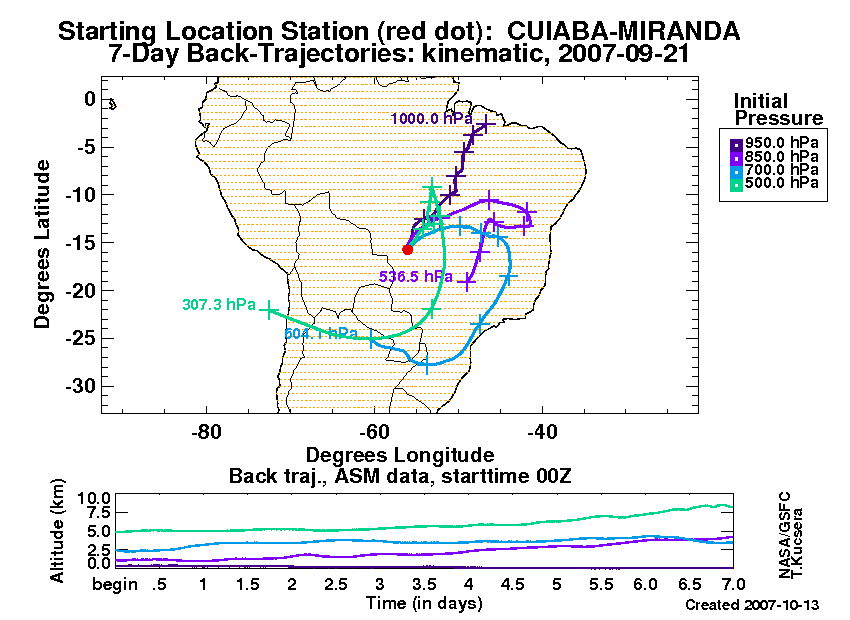 Starting Location Station (red dot): CUIABA-MIRANDA
7-Day Back-Trajectories: kinematic, 2007-09-21
Initial
Pressure
950.0 hPa
850.0 hPa
700.0 hPa
500.0 hPa
1000.0 hPa
536.5 hPa
307.3 hPa
604.1 hPa
Degrees Latitude
0
-5
-10
-15
-20
-25
-30
-80 -60 -40
Degrees Longitude
Back traj., ASM data, starttime 00Z
Altitude (km)
10.0
7.5
5.0
2.5
0.0
begin .5 1 1.5 2 2.5 3 3.5 4 4.5 5 5.5 6.0 6.5 7.0
Time (in days)
NASA/GSFC
T.Kucsera
Created 2007-10-13